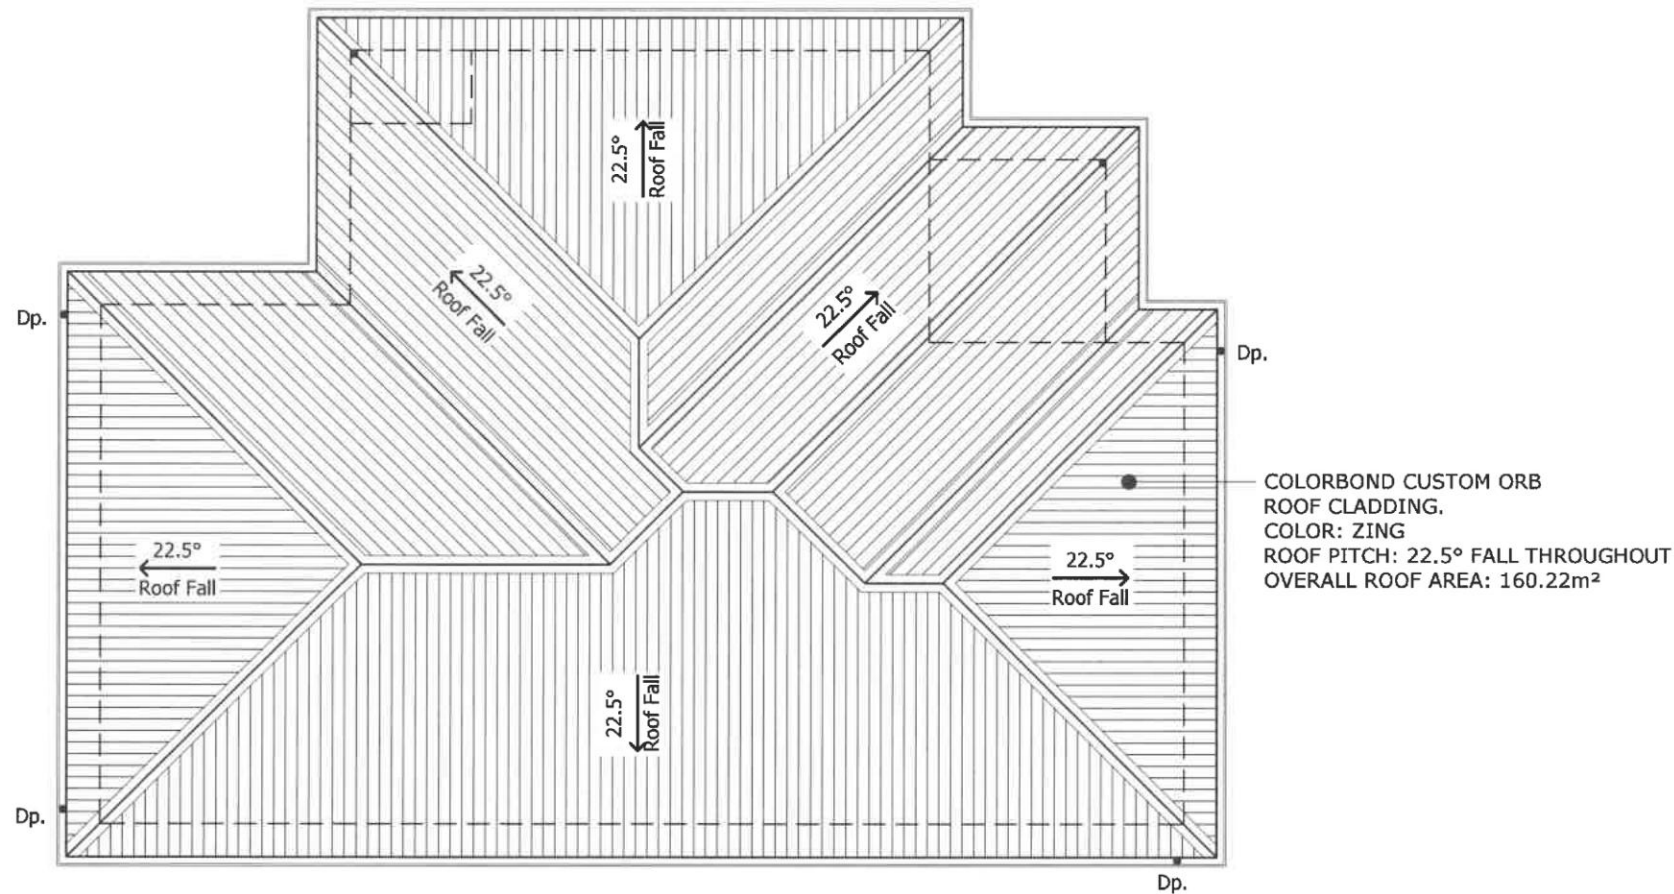 22.5°
Roof Fall
22.5°
Roof Fall
22.5°
Roof Fall
Dp.
Dp.
COLORBOND CUSTOM ORB
ROOF CLADDING.
COLOR: ZING
ROOF PITCH: 22.5° FALL THROUGHOUT
OVERALL ROOF AREA: 160.22m²
22.5°
Roof Fall
22.5°
Roof Fall
22.5°
Roof Fall
Dp.
Dp.